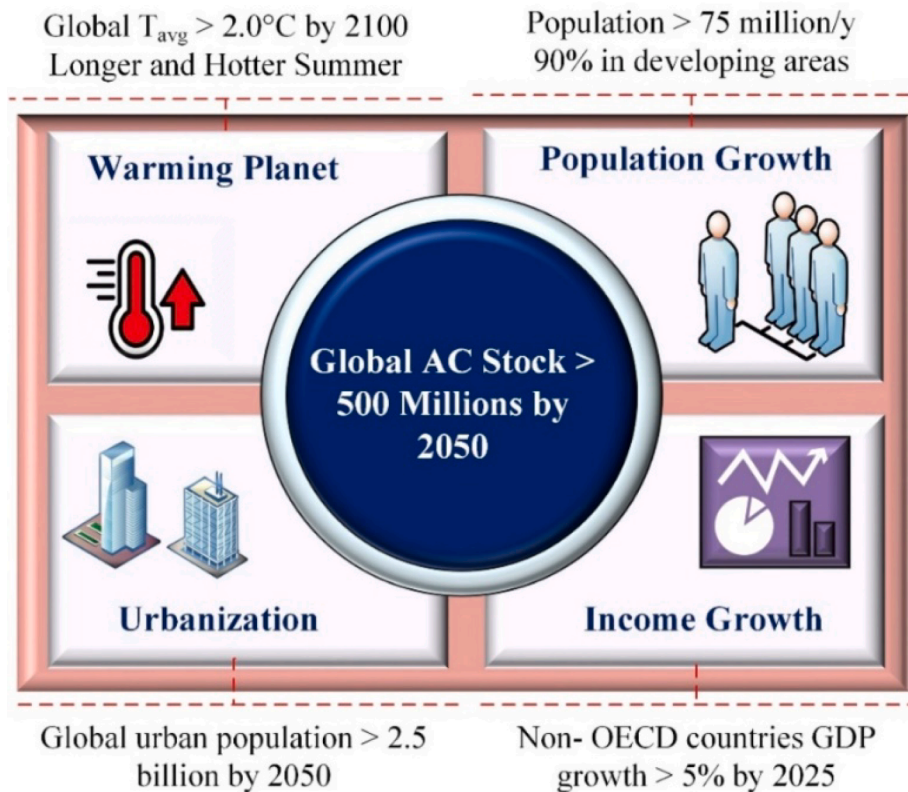 Global Tavg > 2.0°C by 2100
Longer and Hotter Summer
Population > 75 million/y
90% in developing areas
Warming Planet
Population Growth
Global AC Stock >
500 Millions by
2050
Urbanization
Income Growth
Global urban population > 2.5
billion by 2050
Non- OECD countries GDP
growth > 5% by 2025